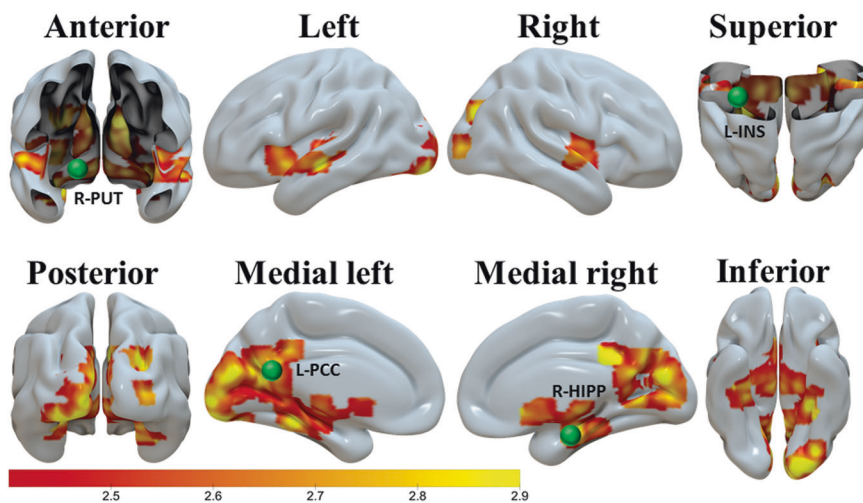 Anterior
Left
Right
Superior
R-PUT
L-INS
Posterior
Medial left
Medial right
Inferior
L-PCC
R-HIPP
2.5 2.6 2.7 2.8 2.9